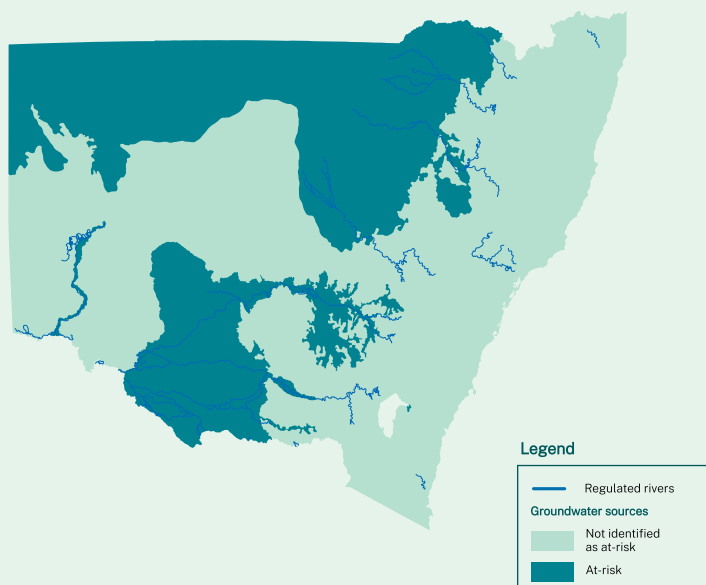 Legend
Regulated rivers
Groundwater sources
Not identified
as at-risk
At-risk